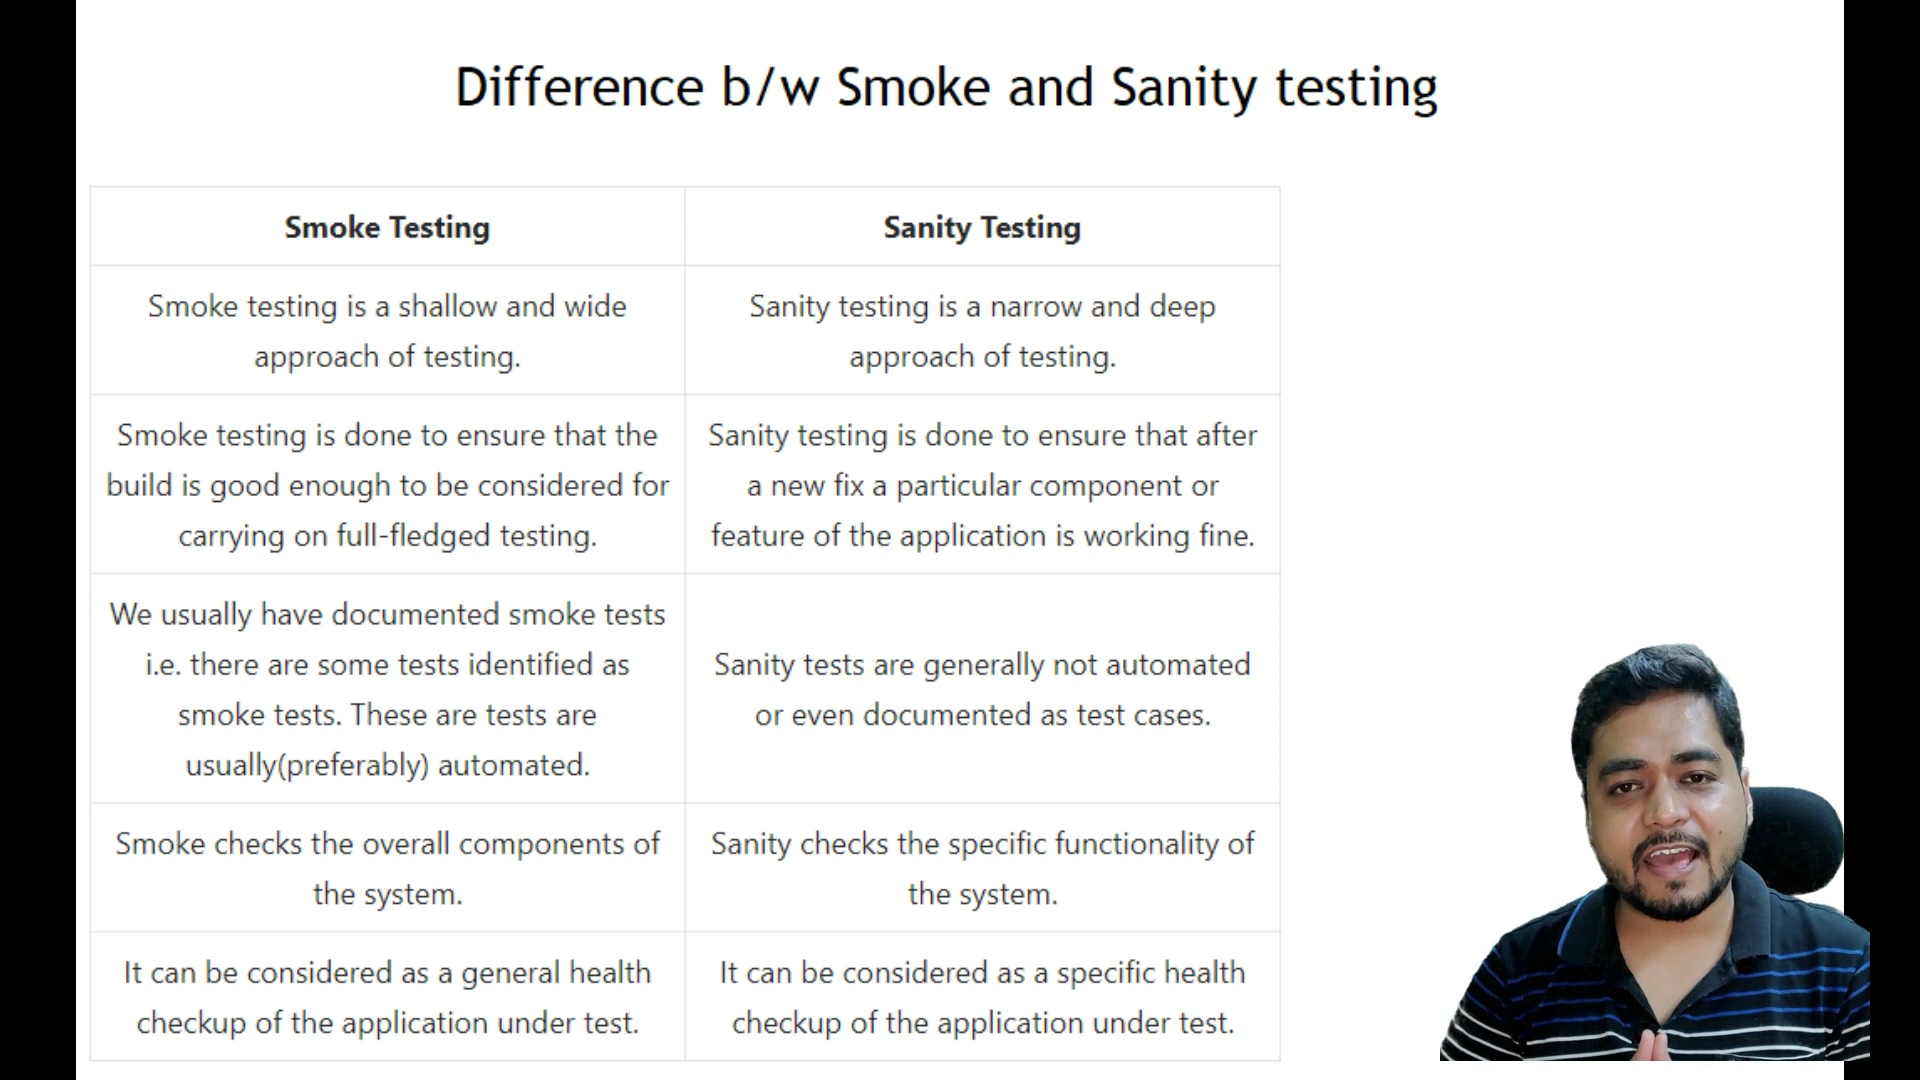 Difference b/w Smoke and Sanity testing
Smoke Testing
Sanity Testing
Smoke testing is a shallow and wide
approach of testing.
Sanity testing is a narrow and deep
approach of testing.
Smoke testing is done to ensure that the
build is good enough to be considered for
carrying on full-fledged testing.
Sanity testing is done to ensure that after
a new fix a particular component or
feature of the application is working fine.
We usually have documented smoke tests
i.e. there are some tests identified as
smoke tests. These are tests are
usually(preferably) automated.
Sanity tests are generally not automated
or even documented as test cases.
Smoke checks the overall components of
the system.
Sanity checks the specific functionality of
the system.
It can be considered as a general health
checkup of the application under test.
It can be considered as a specific health
checkup of the application under test.